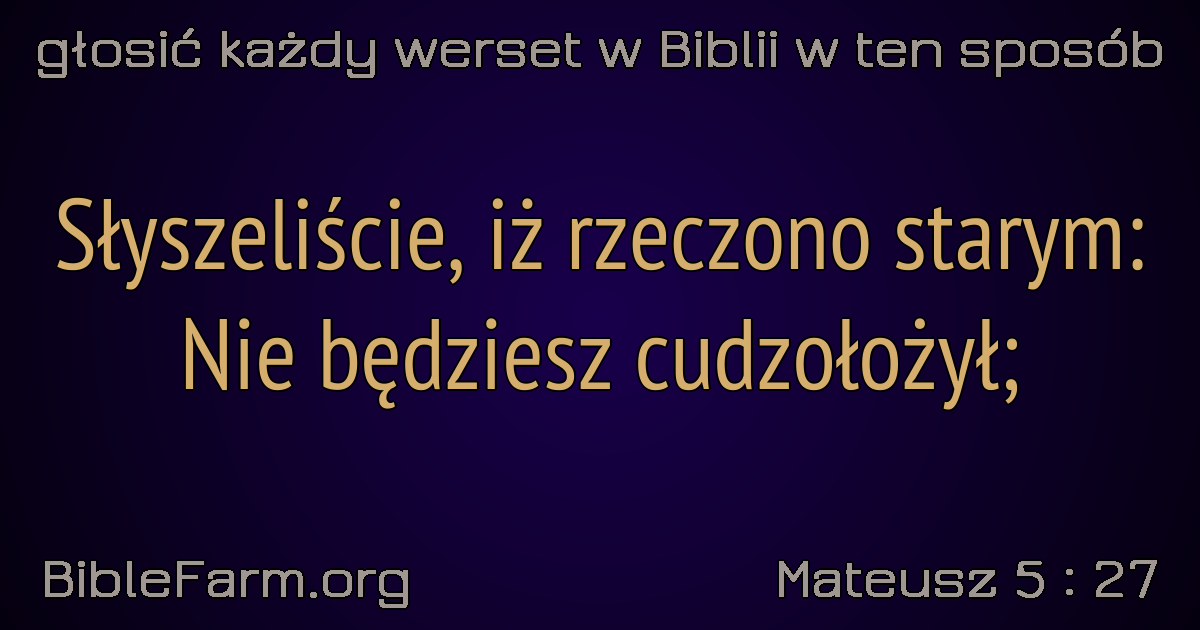 głosić każdy werset w Biblii w ten sposób
Słyszeliście, iż rzeczono starym:
Nie będziesz cudzołożył;
BibleFarm.org
Mateusz 5 : 27